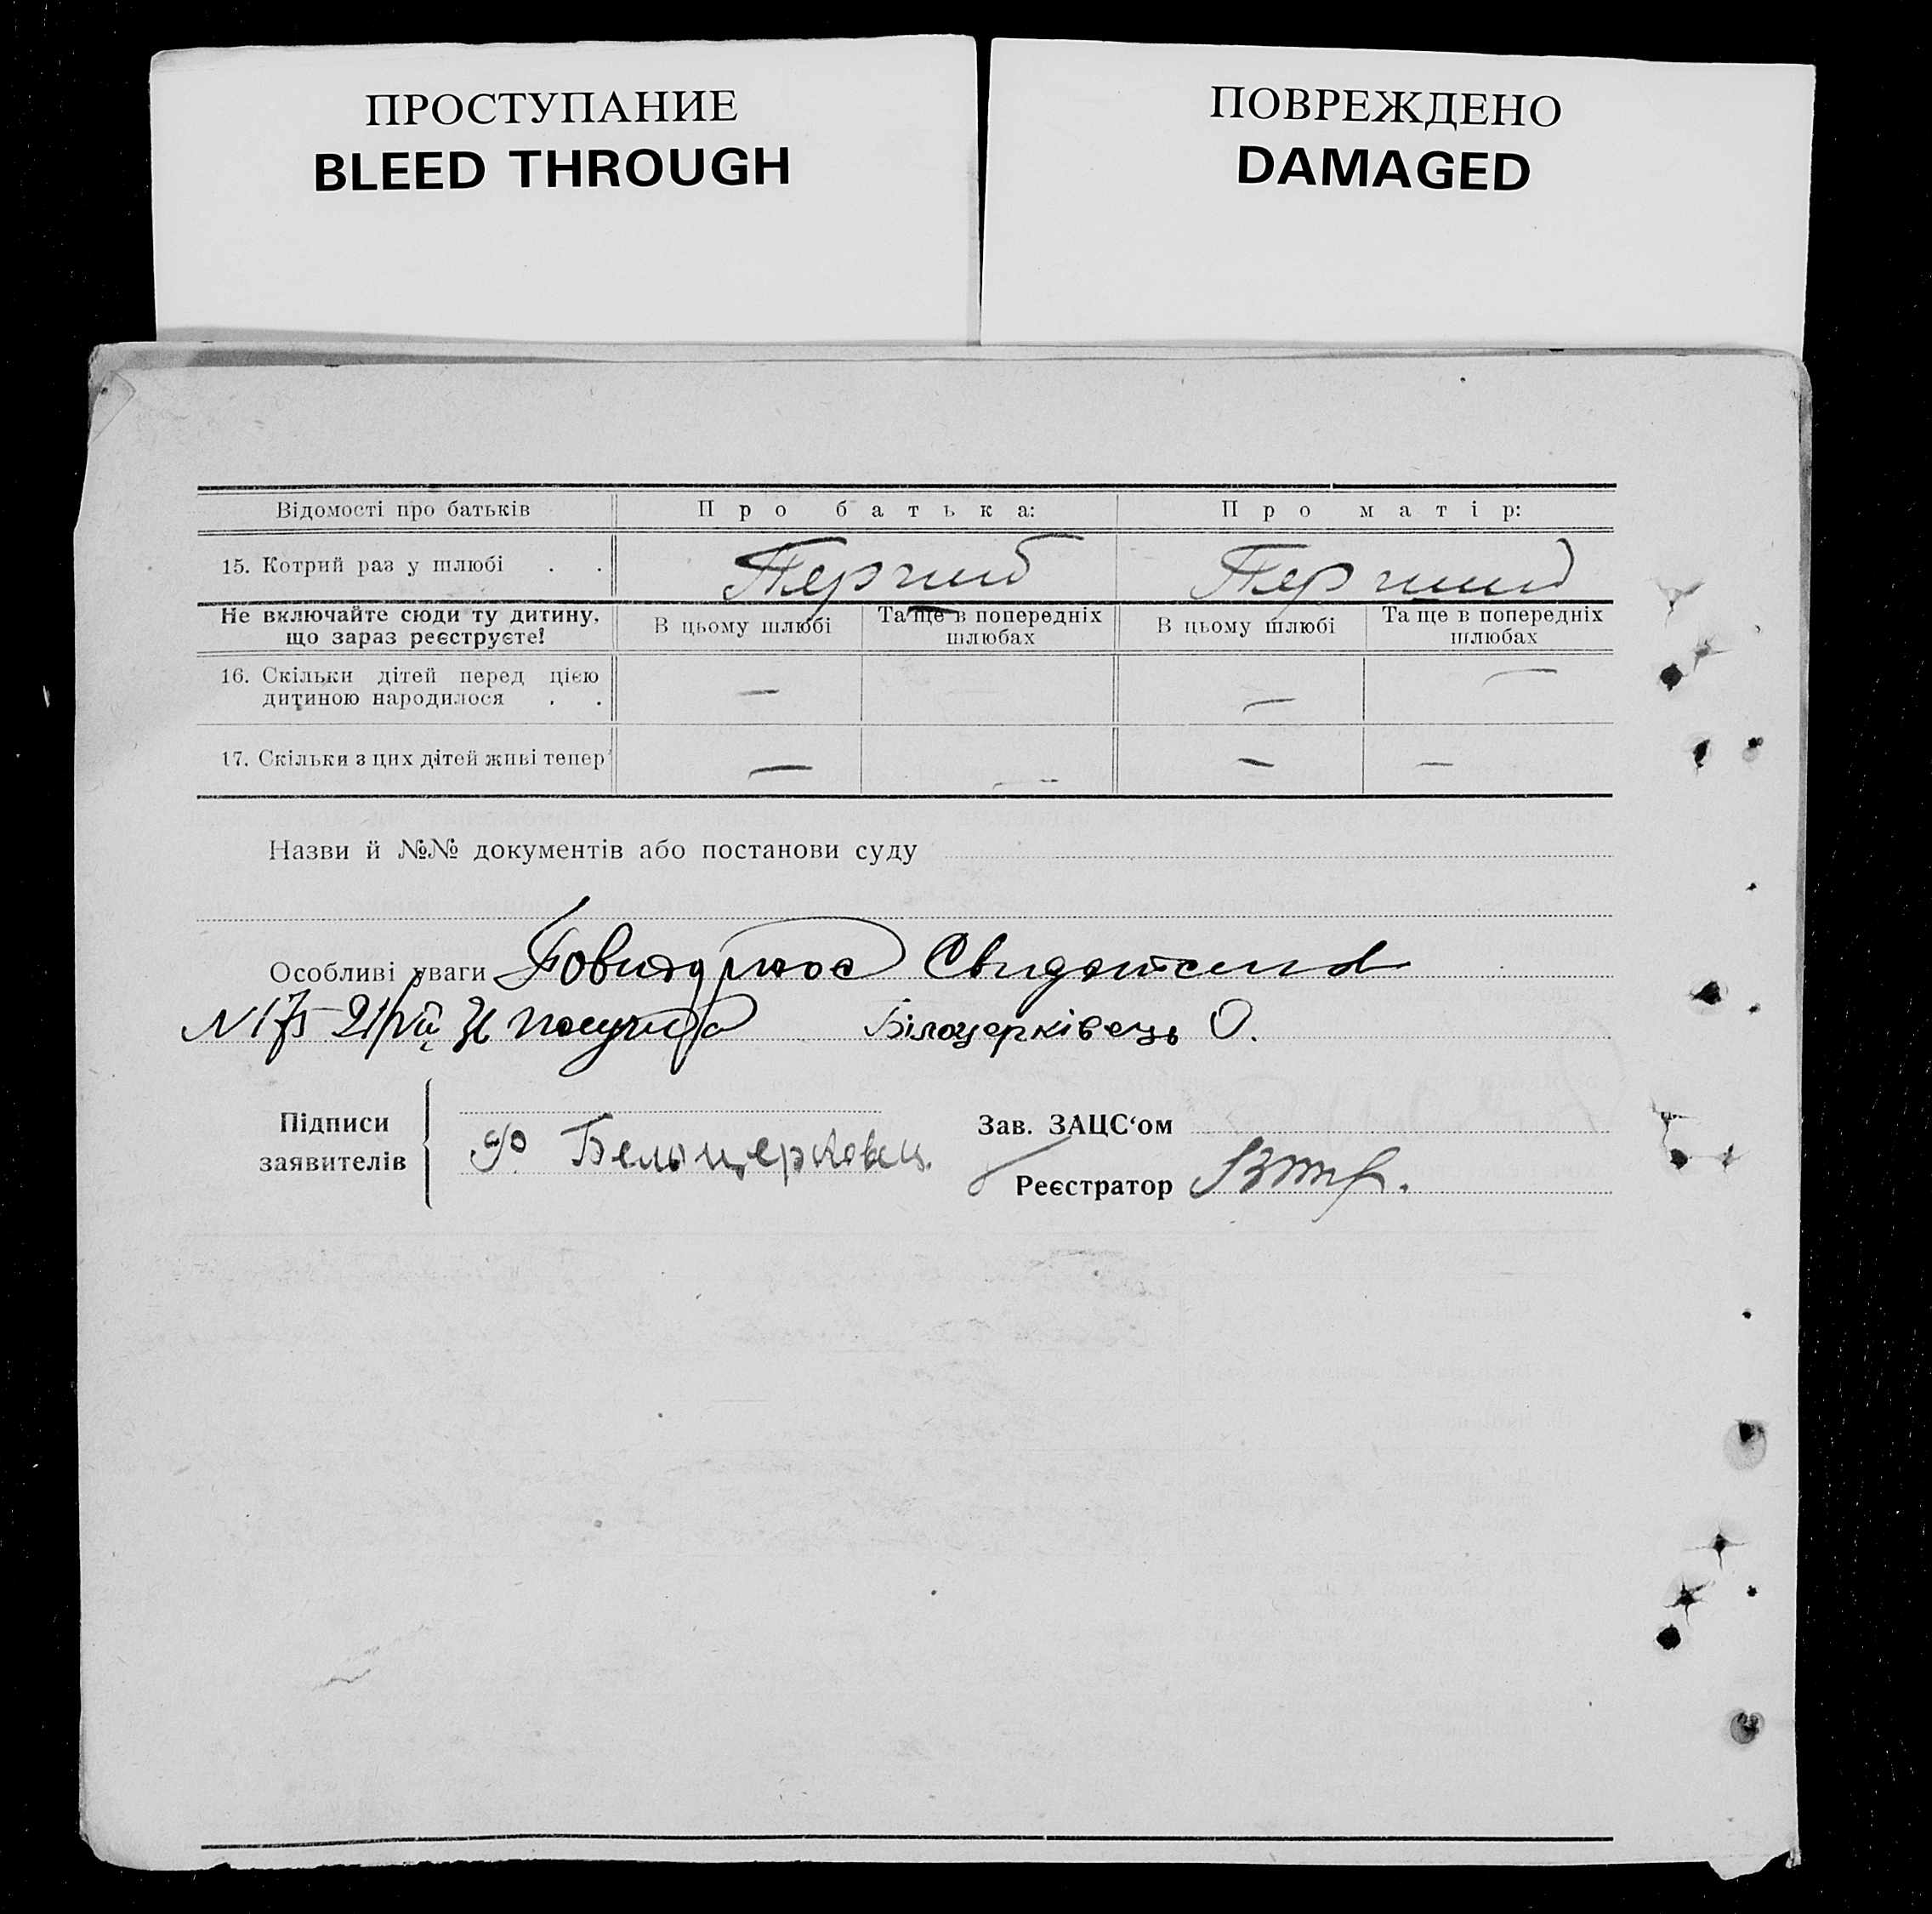 ПРОСТУПАНИЕ
BLEED THROUGH
ПОВРЕЖДЕНО
DAMAGED
Відомості про батьків Про батька: Про матір:
15. Котрий раз у шлюбі . . Перший Перший
Не включайте сюди ту дитину, що зараз реєструєте! В цьому шлюбі Та ще в попередніх шлюбах В цьому шлюбі Та ще в попередніх шлюбах
16. Скільки дітей перед цією
дитиною народилося . . — — —
17. Скільки з цих дітей живі тепер — — — —
Назви й №№ документів або постанови суду
Особливі уваги
N 175 Білоцерківець О.
Підписи
заявителів
Белоцерковец
Зав. ЗАЦС‘ом
Реєстратор